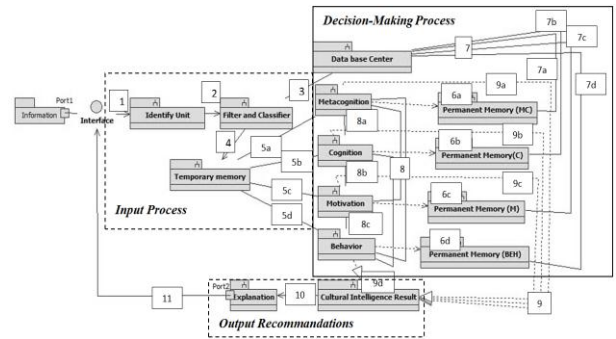 Decision-Making Process
7b
7c
7
Data base Center
7a
7d
3
Port1
1
2
Information
Interface
Identify Unit
Filter and Classifier
Metacognition
6a
9a
Permanent Memory (MC)
4
5a
8a
Cognition
6b
9b
Permanent Memory(C)
5b
8
Temporary memory
8b
5c
Motivation
6c
9c
Permanent Memory (M)
5d
8c
Input Process
Behavior
6d
Permanent Memory (BEH)
9d
Port2
11
Explanation
10
Cultural Intelligence Result
9
Output Recommandations